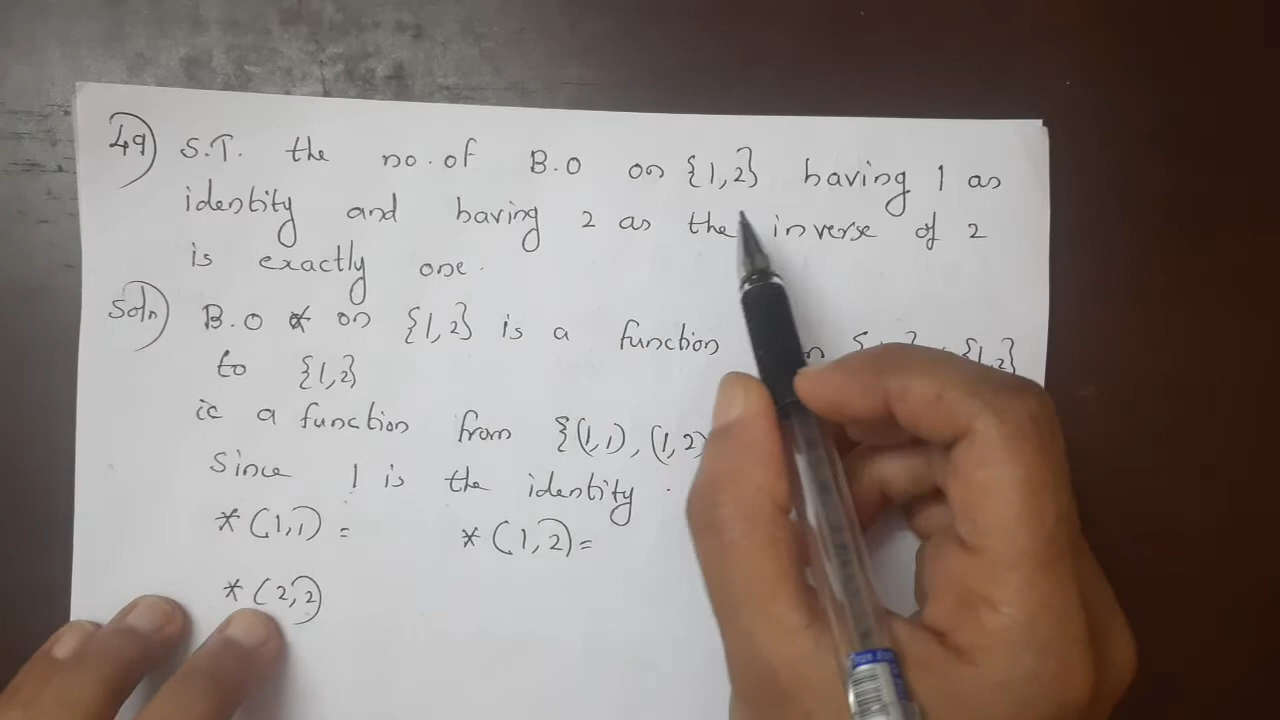 49) S.T. the no. of B.O on {1,2} having 1 as
identity and having 2 as the inverse of 2
is exactly one.
Soln) B.O * on {1,2} is a function {1,2}
to {1,2}
ie a function from {(1,1), (1,2)
Since 1 is the identity.
*(1,1) = *(1,2) =
*(2,2)